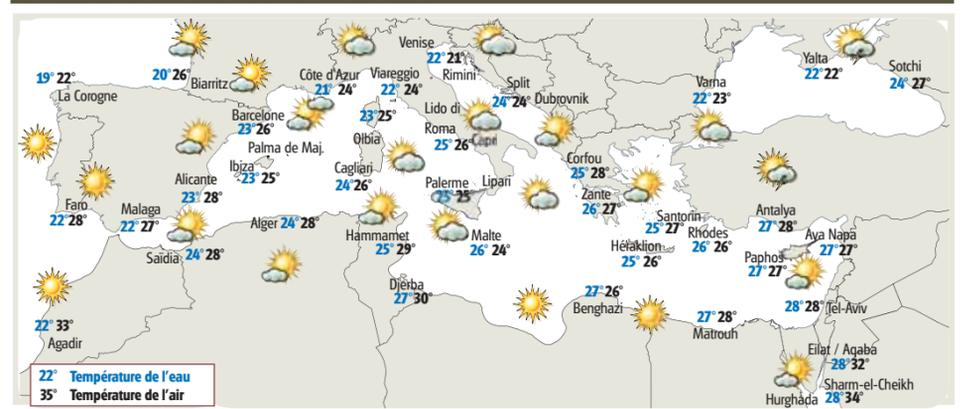 Venise
22° 21°
Rimini
Yalta
22° 22°
Sotchi
24° 27°
19° 22°
La Corogne
20° 26°
Biarritz
Côte d'Azur
21° 24°
Viareggio
22° 24°
Split
24° 24°
Dubrovnik
Varna
22° 23°
Barcelone
23° 26°
23° 25°
Olbia
Lido di
Roma
25° 26°
Capri
Palma de Maj.
Ibiza
23° 25°
Cagliari
24° 26°
Corfou
25° 28°
Alicante
23° 28°
Palerme
25° 25°
Lipari
Zante
26° 27°
Faro
22° 28°
Malaga
22° 27°
Alger 24° 28°
Santorin
25° 27°
Rhodes
26° 26°
Antalya
27° 28°
Hammamet
25° 29°
Malte
26° 24°
Héraklion
25° 26°
Aya Napa
27° 27°
Paphos
27° 27°
Saïdia
24° 28°
Djerba
27° 30°
27° 26°
Benghazi
28° 28°
Tel-Aviv
27° 28°
Matrouh
22° 33°
Agadir
Eilat / Aqaba
28° 32°
Sharm-el-Cheikh
Hurghada
28° 34°
22° Température de l'eau
35° Température de l'air